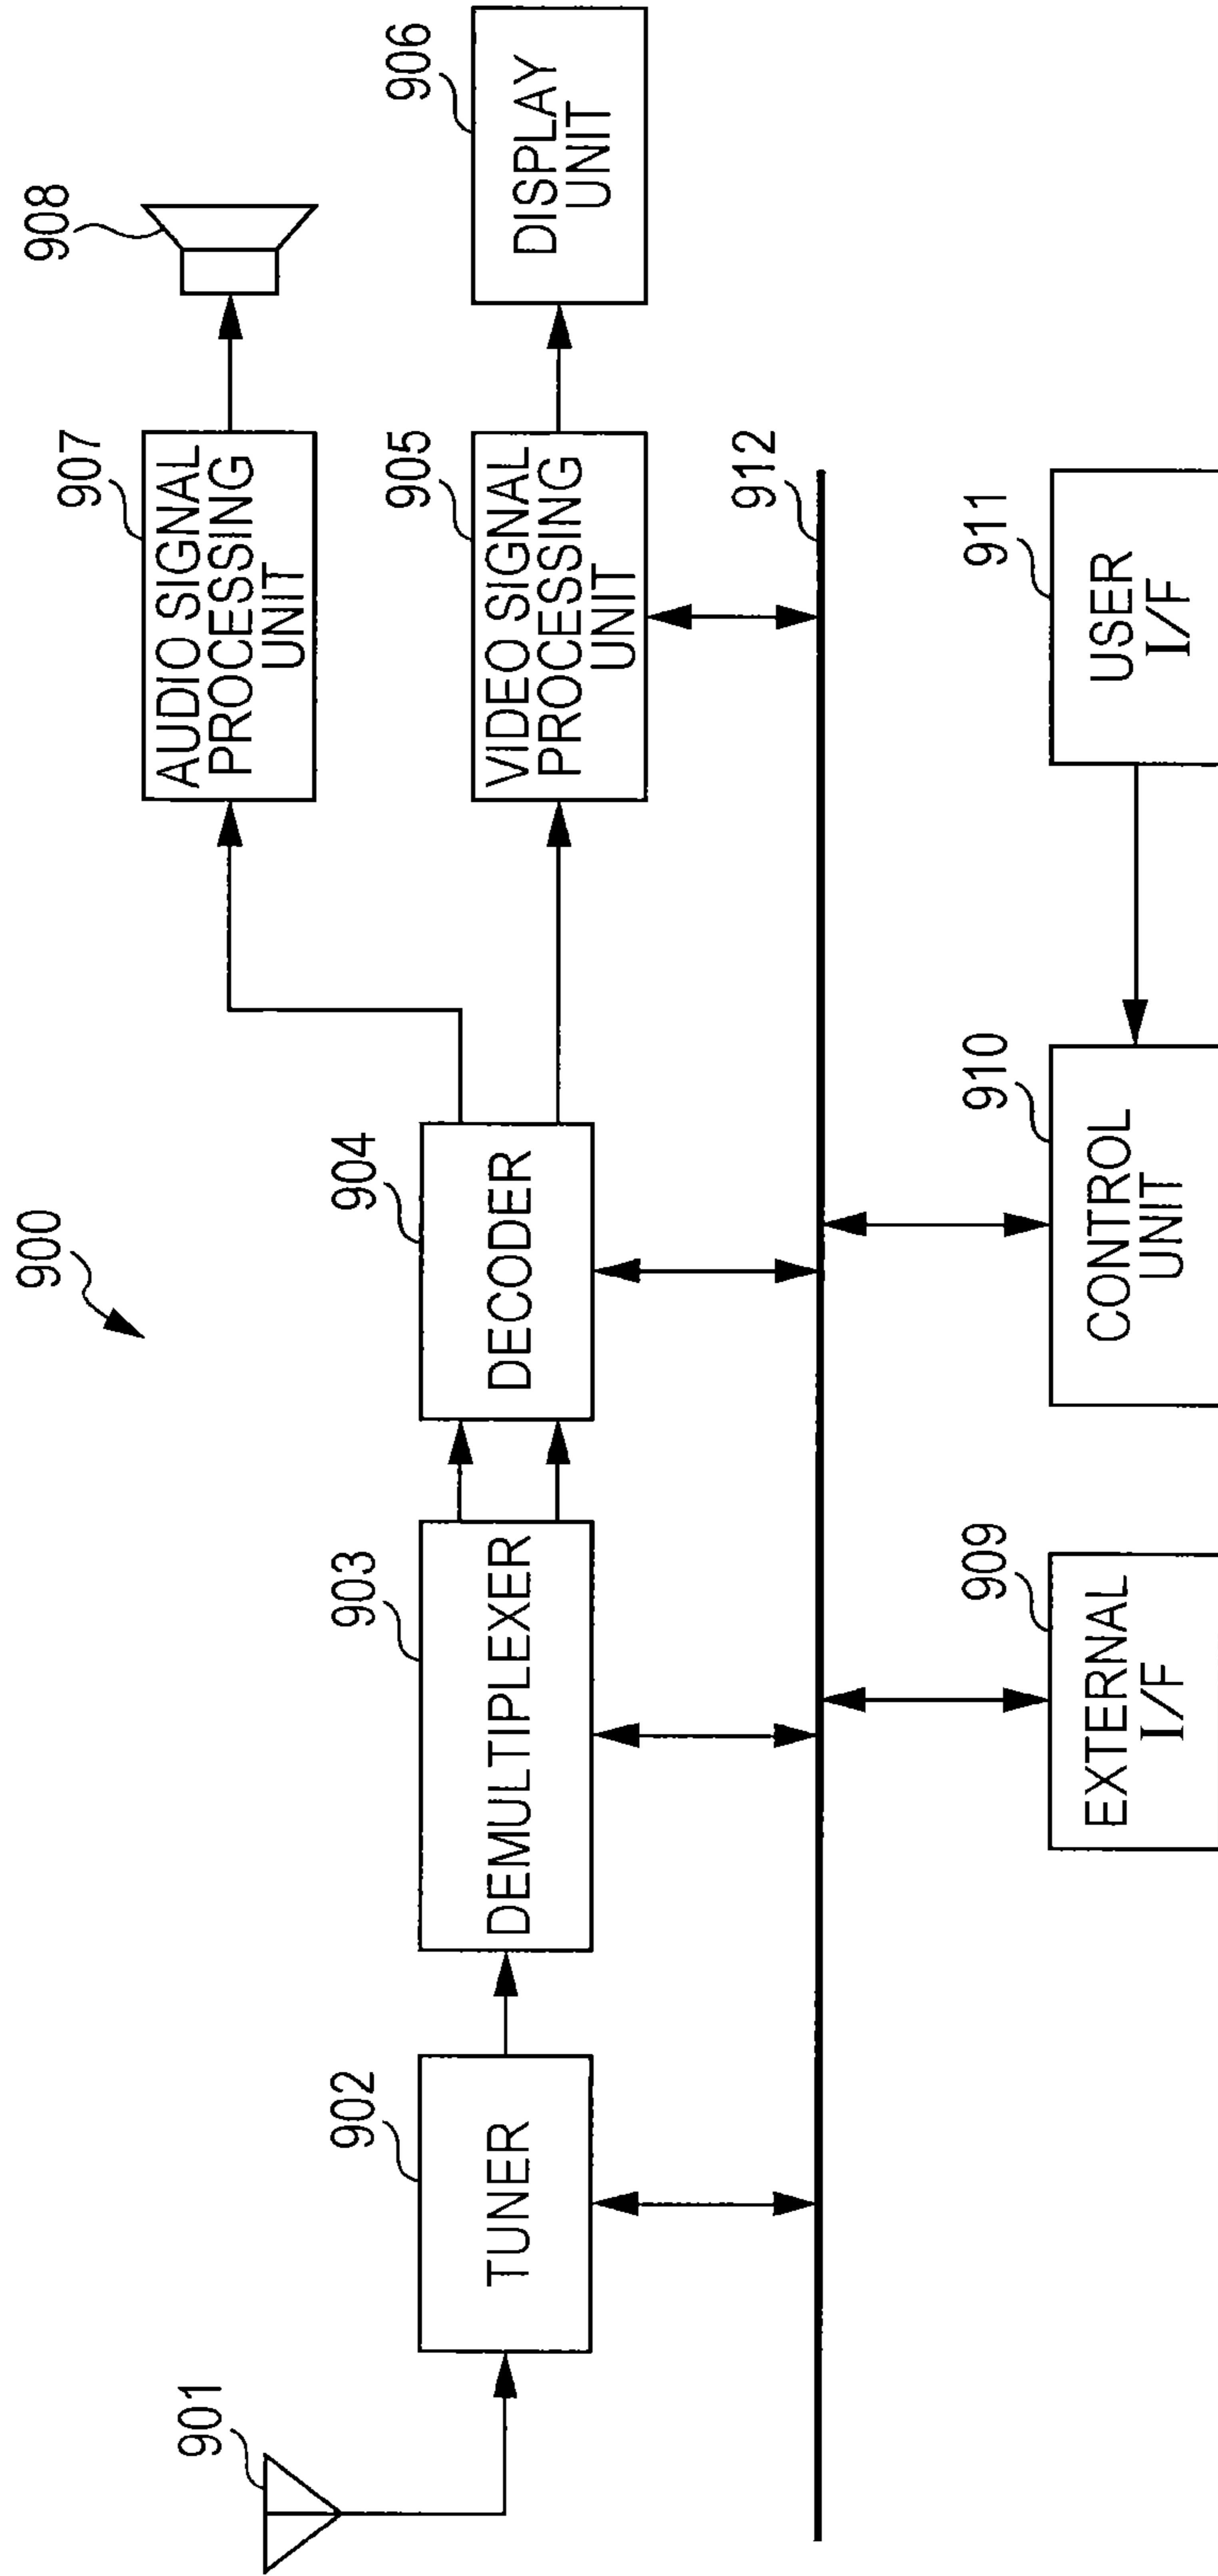 900
908
907
AUDIO SIGNAL
PROCESSING
UNIT
901
902
TUNER
903
DEMULTIPLEXER
904
DECODER
905
VIDEO SIGNAL
PROCESSING
UNIT
906
DISPLAY
UNIT
912
909
EXTERNAL
I/F
910
CONTROL
UNIT
911
USER
I/F